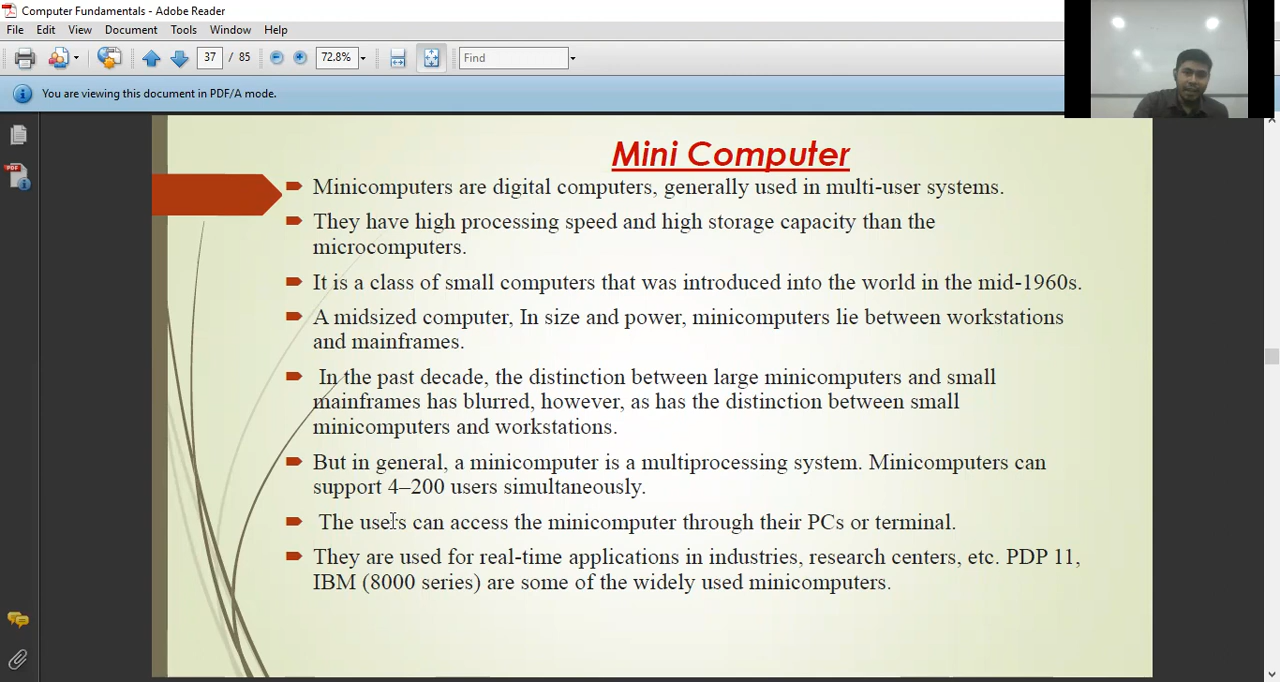 Computer Fundamentals - Adobe Reader
File Edit View Document Tools Window Help
37 / 85 72.8% Find
You are viewing this document in PDF/A mode.
Mini Computer
Minicomputers are digital computers, generally used in multi-user systems.
They have high processing speed and high storage capacity than the
microcomputers.
It is a class of small computers that was introduced into the world in the mid-1960s.
A midsized computer, In size and power, minicomputers lie between workstations
and mainframes.
In the past decade, the distinction between large minicomputers and small
mainframes has blurred, however, as has the distinction between small
minicomputers and workstations.
But in general, a minicomputer is a multiprocessing system. Minicomputers can
support 4–200 users simultaneously.
The users can access the minicomputer through their PCs or terminal.
They are used for real-time applications in industries, research centers, etc. PDP 11,
IBM (8000 series) are some of the widely used minicomputers.